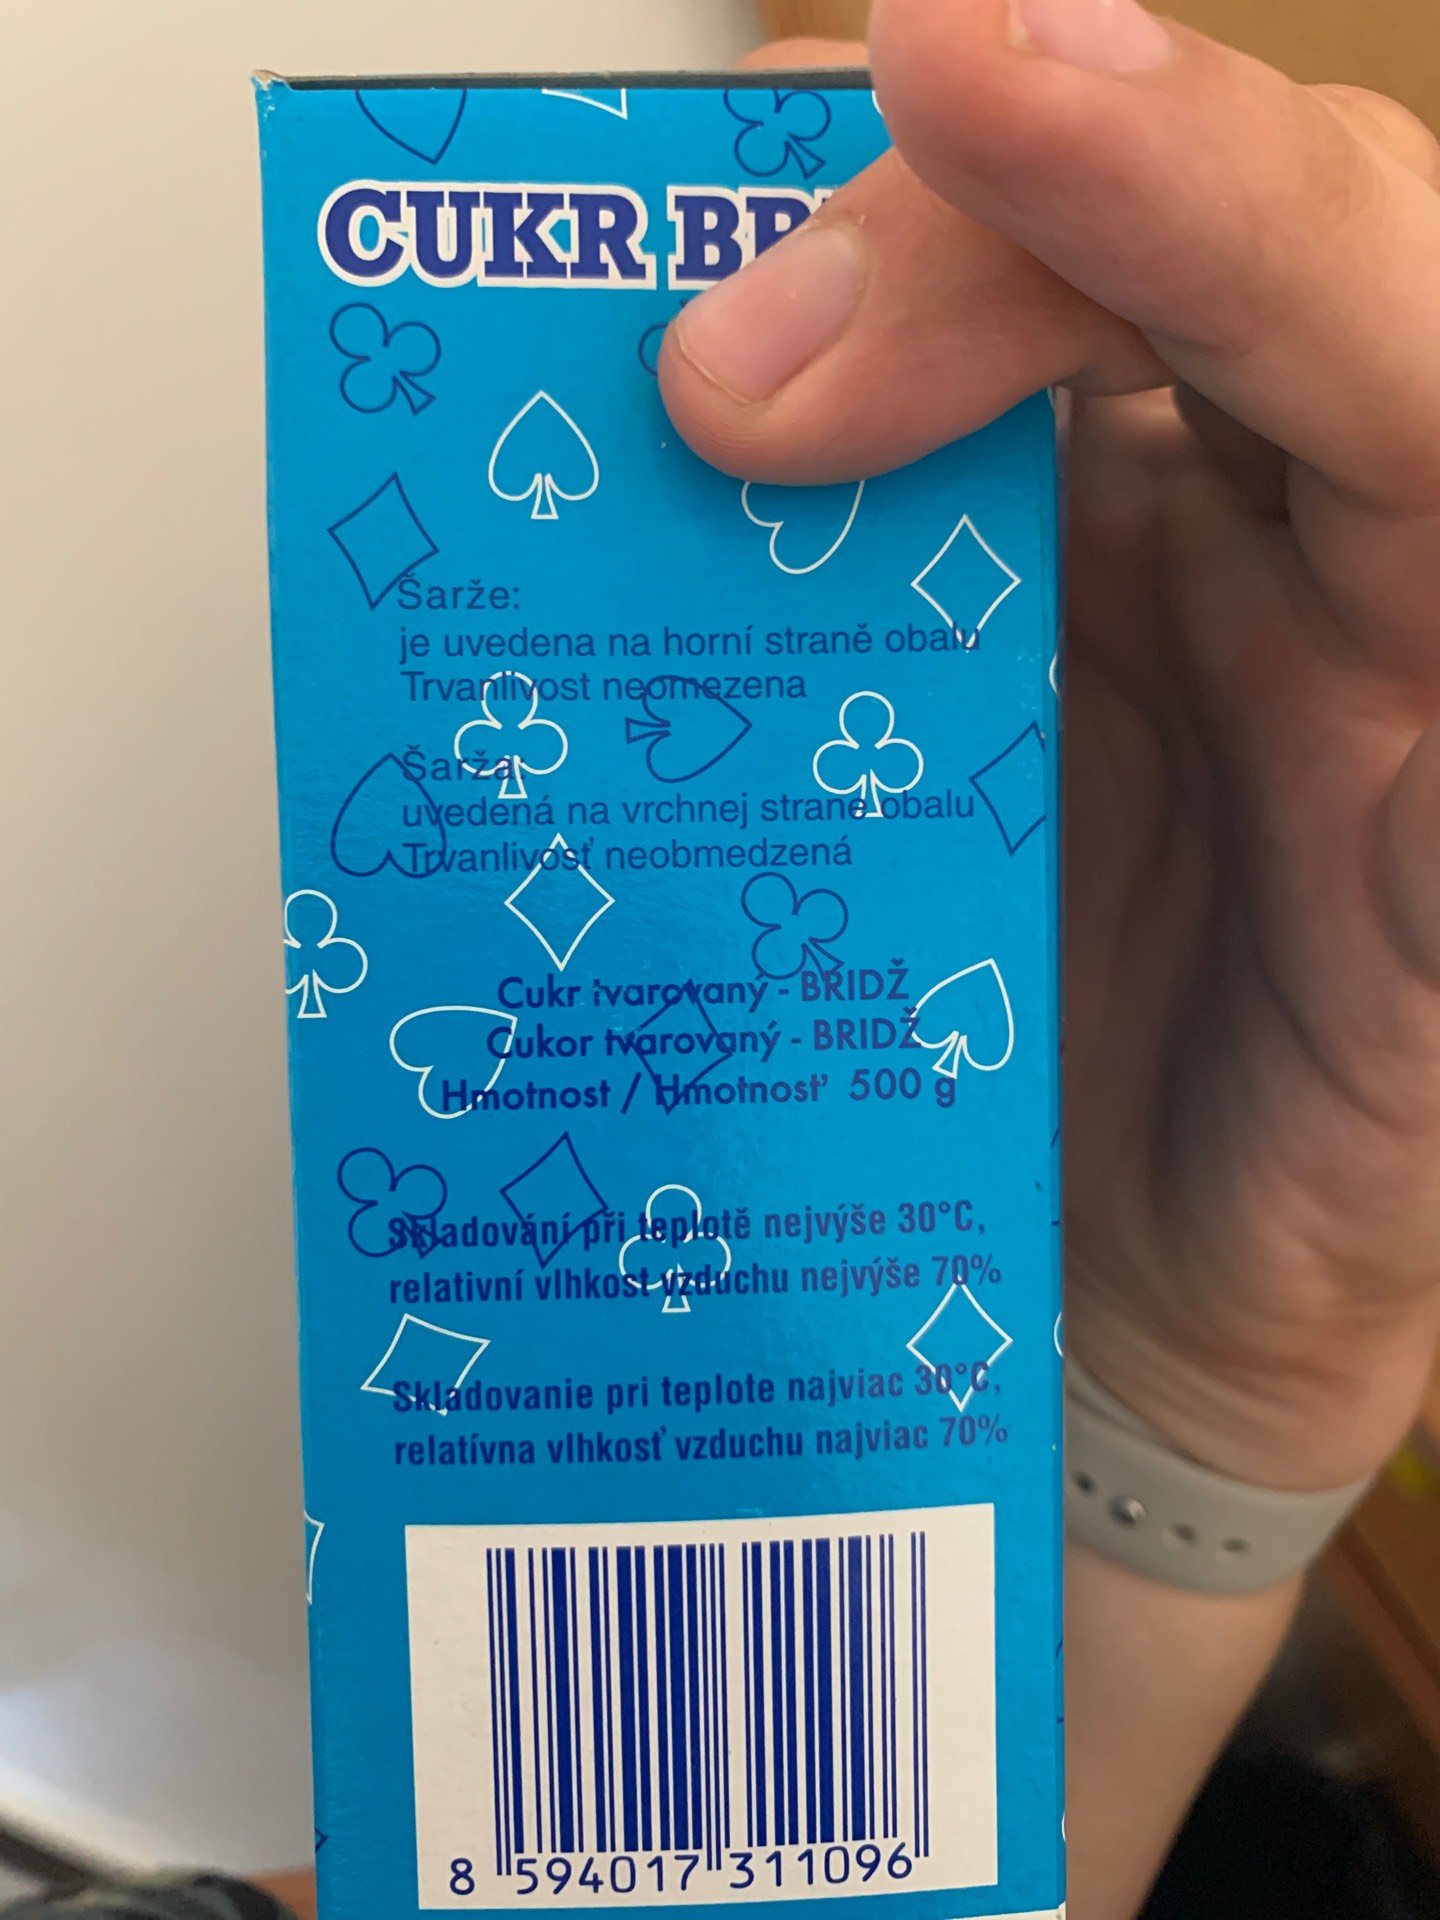 CUKR
Šarže:
je uvedena na horní straně obalu
Trvanlivost neomezena
Šarža:
uvedená na vrchnej strane obalu
Trvanlivosť neobmedzená
Cukr tvarovaný - BRIDŽ
Cukor tvarovaný - BRIDŽ
Hmotnost / Hmotnosť 500 g
Skladování při teplotě nejvýše 30°C,
relativní vlhkost vzduchu nejvýše 70%
Skladovanie pri teplote najviac 30°C,
relatívna vlhkosť vzduchu najviac 70%
8 594017 311096